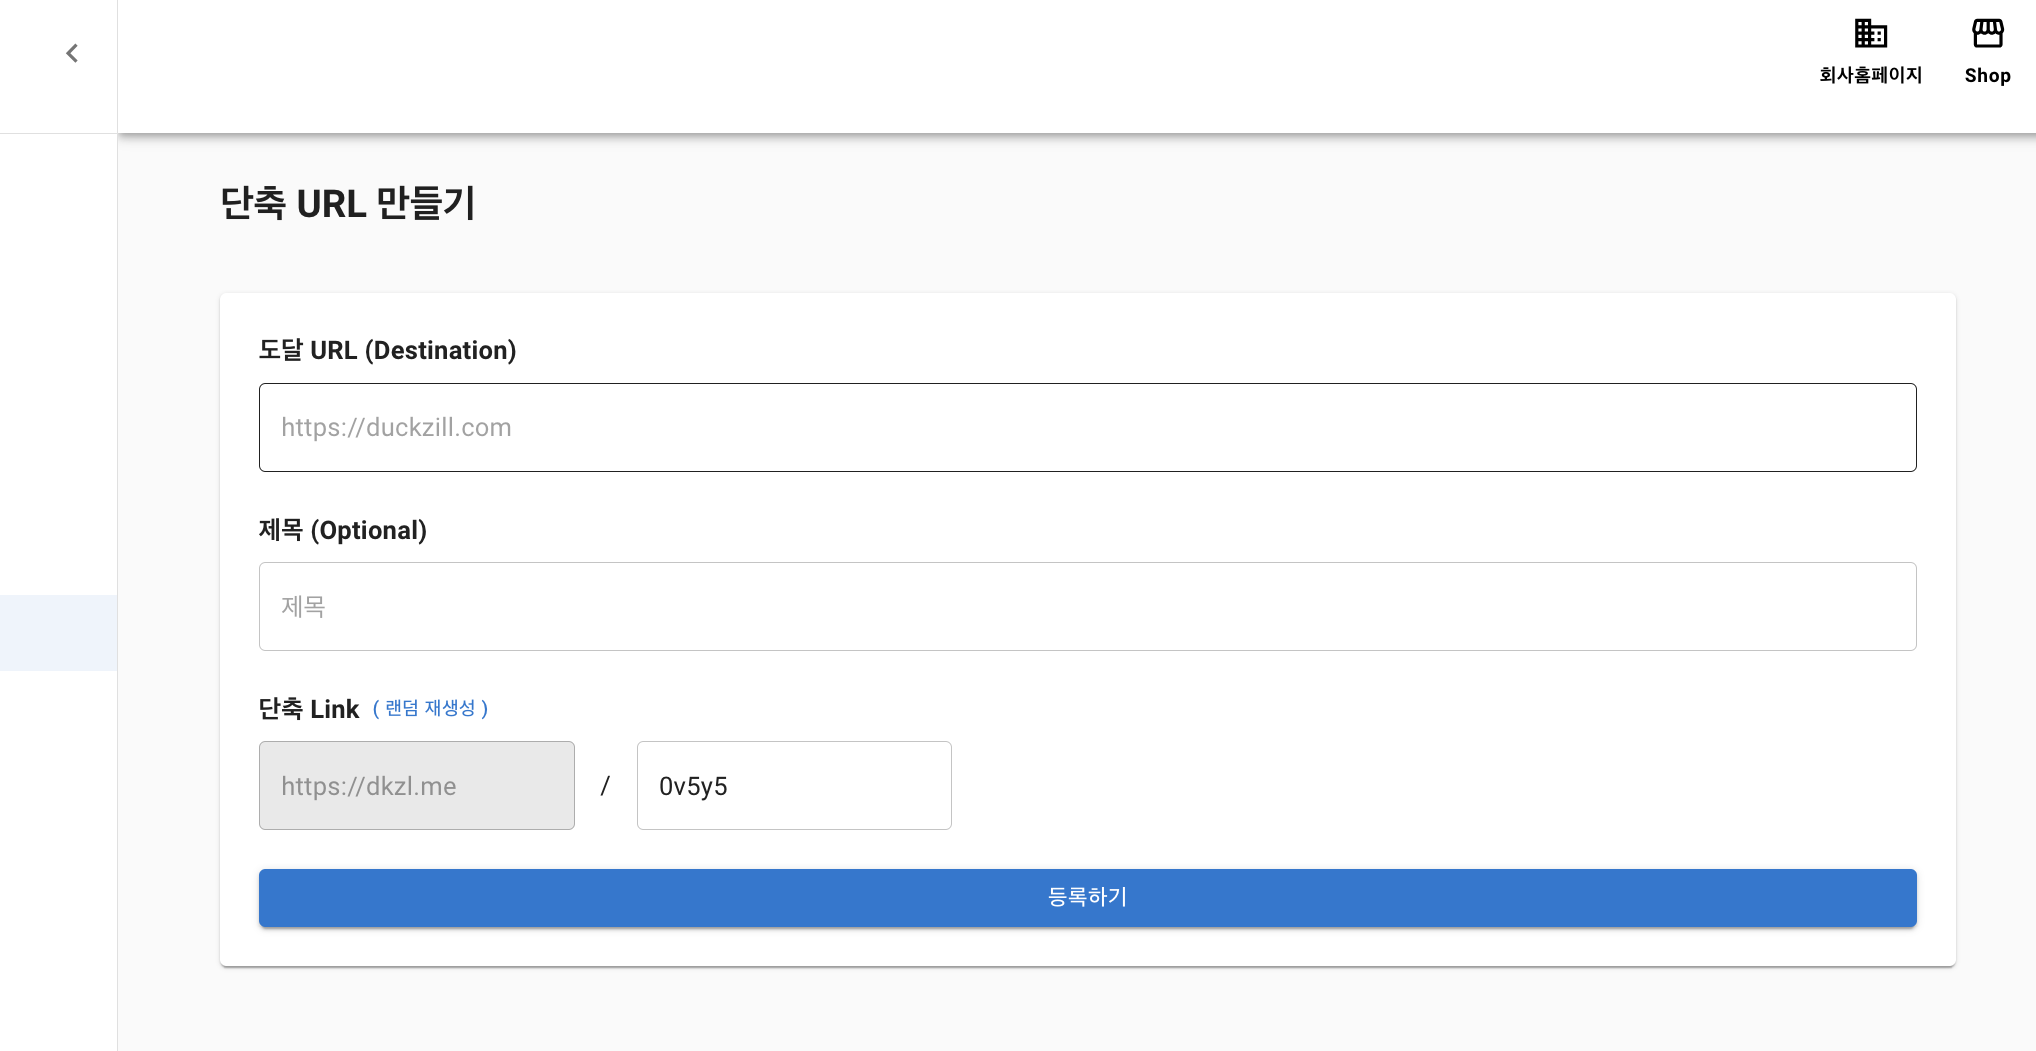 회사홈페이지
Shop
단축 URL 만들기
도달 URL (Destination)
https://duckzill.com
제목 (Optional)
제목
단축 Link ( 랜덤 재생성 )
https://dkzl.me / 0v5y5
등록하기